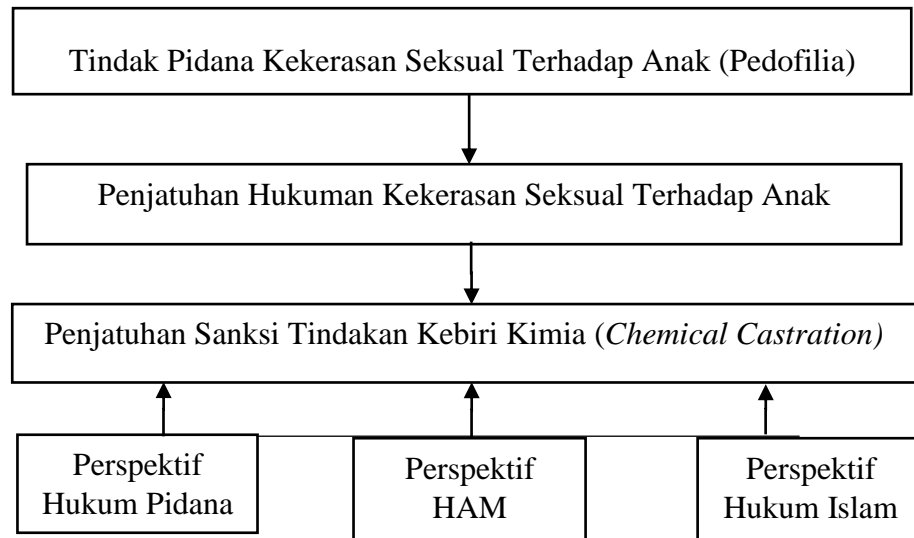 Tindak Pidana Kekerasan Seksual Terhadap Anak (Pedofilia)
Penjatuhan Hukuman Kekerasan Seksual Terhadap Anak
Penjatuhan Sanksi Tindakan Kebiri Kimia (Chemical Castration)
Perspektif
Hukum Pidana
Perspektif
HAM
Perspektif
Hukum Islam